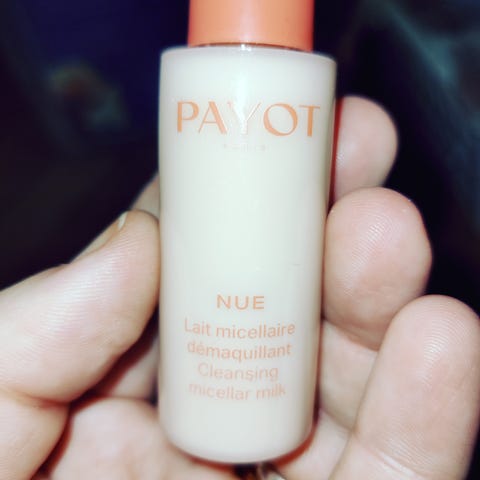 PAYOT
NUE
Lait micellaire
démaquillant
Cleansing
micellar milk